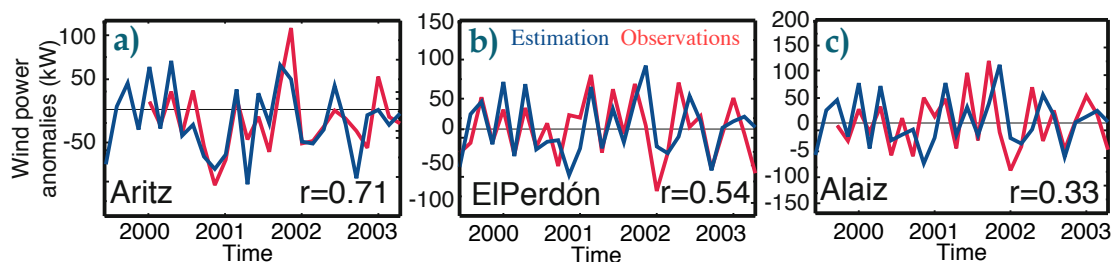 Wind power
anomalies (kW)
a)
100
50
-50
Aritz
r=0.71
2000
2001
2002
2003
Time
b)
Estimation
Observations
150
100
50
0
-50
-100
ElPerdón
r=0.54
2000
2001
2002
2003
Time
c)
200
150
100
50
0
-50
-100
-150
Alaiz
r=0.33
2000
2001
2002
2003
Time